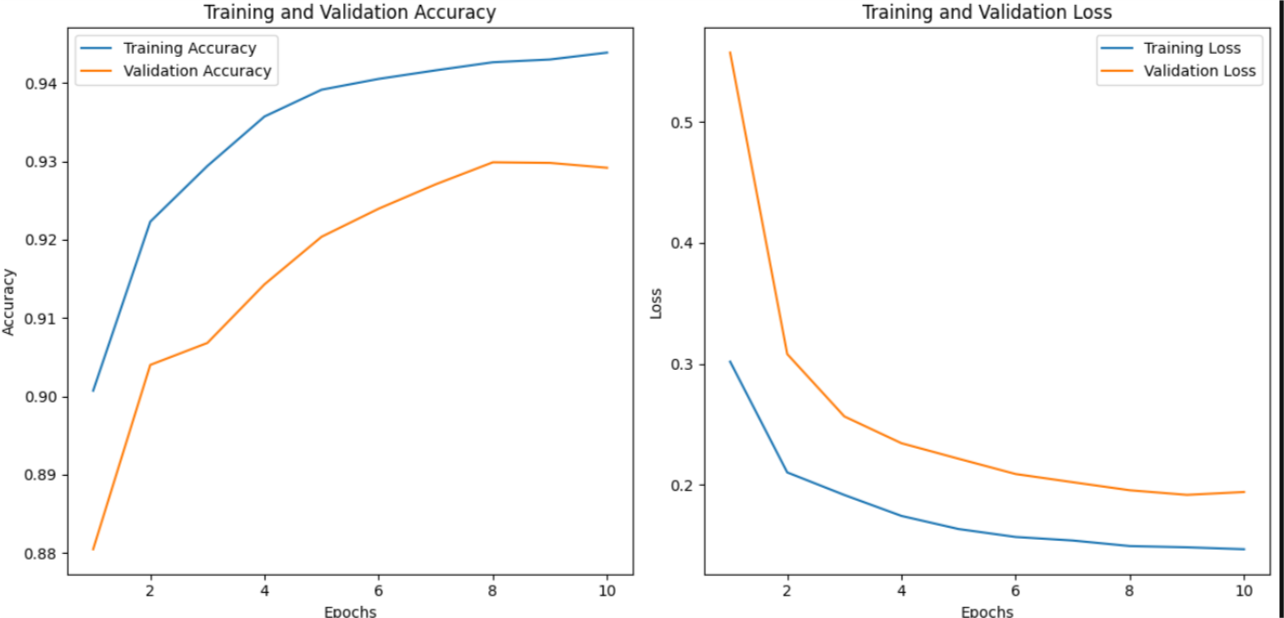 Training and Validation Accuracy
Training Accuracy
Validation Accuracy
0.94
0.93
0.92
0.91
0.90
0.89
0.88
Accuracy
2 4 6 8 10
Epochs
Training and Validation Loss
Training Loss
Validation Loss
0.5
0.4
0.3
0.2
Loss
2 4 6 8 10
Epochs